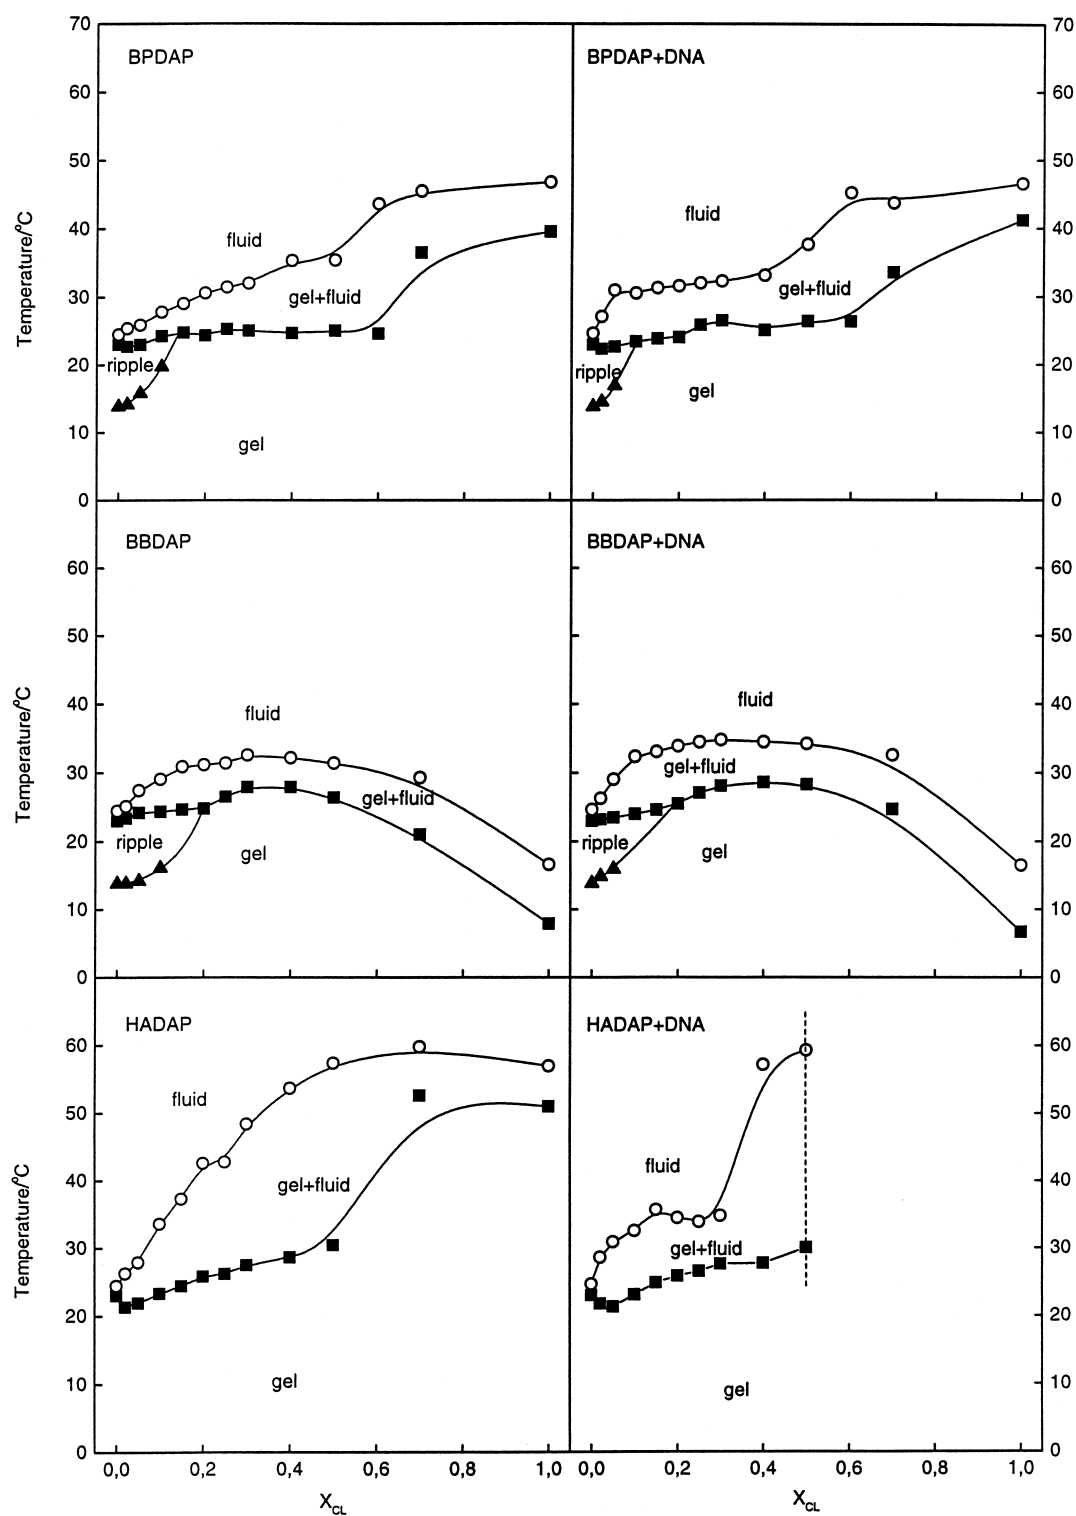 70
BPDAP
60
50
40
30
20
10
0
Temperature/°C
fluid
gel+fluid
ripple
gel
BPDAP+DNA
fluid
gel+fluid
ripple
gel
70
60
50
40
30
20
10
0
BBDAP
60
50
40
30
20
10
0
Temperature/°C
fluid
gel+fluid
ripple
gel
BBDAP+DNA
fluid
gel+fluid
ripple
gel
60
50
40
30
20
10
0
HADAP
60
50
40
30
20
10
0
Temperature/°C
fluid
gel+fluid
gel
HADAP+DNA
fluid
gel+fluid
gel
60
50
40
30
20
10
0
0,0 0,2 0,4 0,6 0,8 1,0
0,0 0,2 0,4 0,6 0,8 1,0
X_CL
X_CL